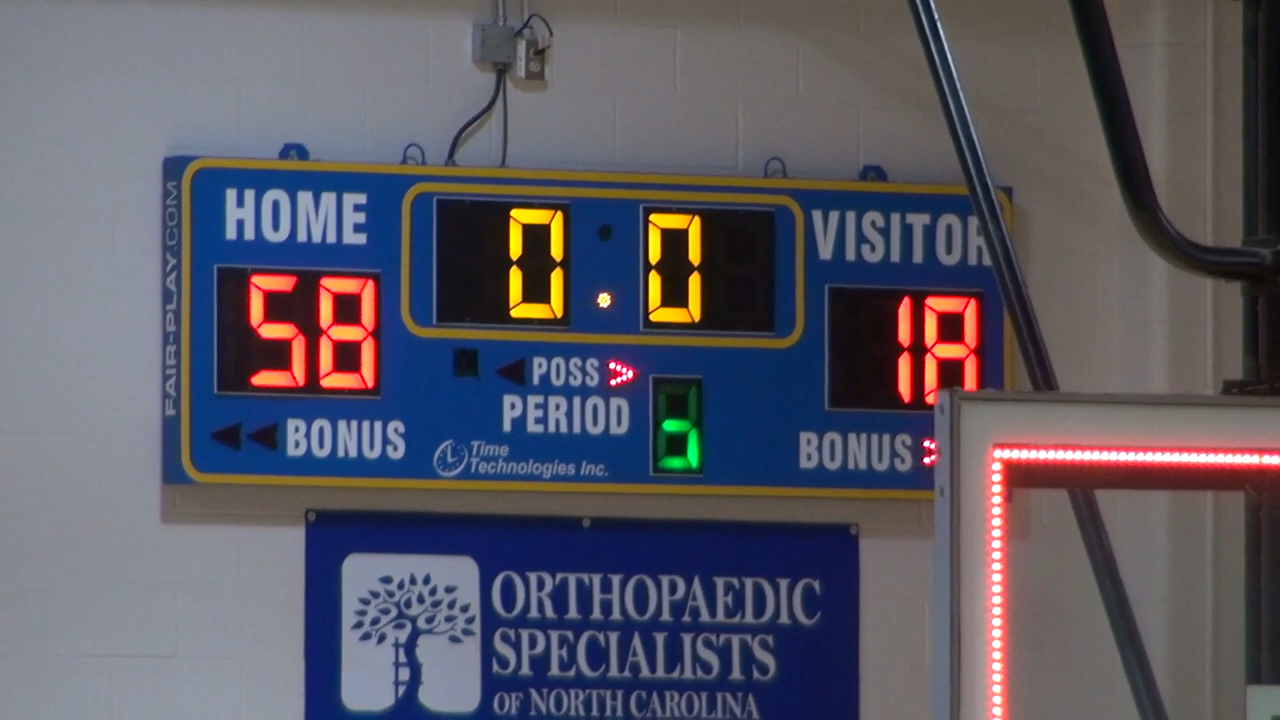 FAIR-PLAY.COM
HOME
0.0
VISITOR
58
18
POSS
PERIOD
BONUS
Time
Technologies Inc.
BONUS
ORTHOPAEDIC
SPECIALISTS
OF NORTH CAROLINA